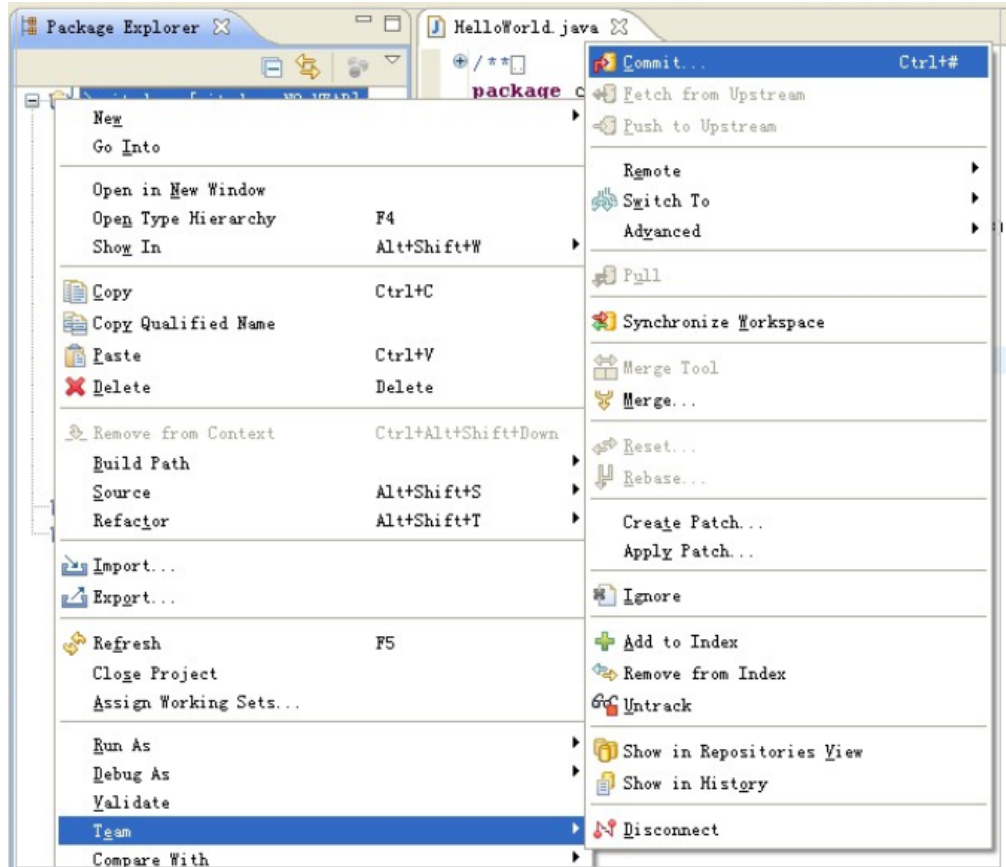 Package Explorer
HelloWorld.java
/**
package c
New
Go Into
Open in New Window
Open Type Hierarchy F4
Show In Alt+Shift+W
Copy Ctrl+C
Copy Qualified Name
Paste Ctrl+V
Delete Delete
Remove from Context Ctrl+Alt+Shift+Down
Build Path
Source Alt+Shift+S
Refactor Alt+Shift+T
Import...
Export...
Refresh F5
Close Project
Assign Working Sets...
Run As
Debug As
Validate
Team
Compare With
Commit... Ctrl+#
Fetch from Upstream
Push to Upstream
Remote
Switch To
Advanced
Pull
Synchronize Workspace
Merge Tool
Merge...
Reset...
Rebase...
Create Patch...
Apply Patch...
Ignore
Add to Index
Remove from Index
Untrack
Show in Repositories View
Show in History
Disconnect